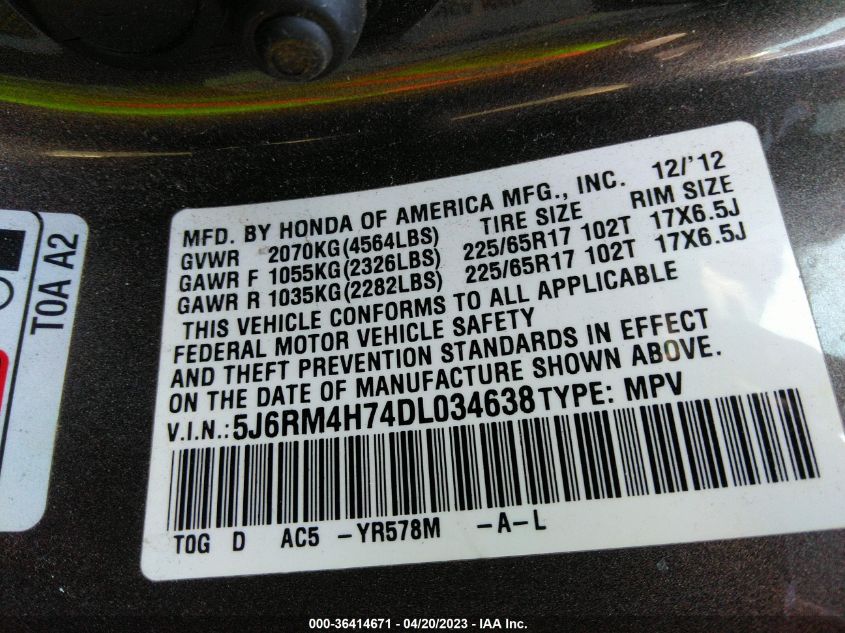 MFD. BY HONDA OF AMERICA MFG., INC. 12/'12
GVWR 2070KG(4564LBS) TIRE SIZE RIM SIZE
GAWR F 1055KG(2326LBS) 225/65R17 102T 17X6.5J
GAWR R 1035KG(2282LBS) 225/65R17 102T 17X6.5J
THIS VEHICLE CONFORMS TO ALL APPLICABLE
FEDERAL MOTOR VEHICLE SAFETY
AND THEFT PREVENTION STANDARDS IN EFFECT
ON THE DATE OF MANUFACTURE SHOWN ABOVE.
V.I.N.: 5J6RM4H74DL034638 TYPE: MPV
T0G D AC5 -YR578M -A-L
T0A A2
000-36414671 - 04/20/2023 - IAA Inc.